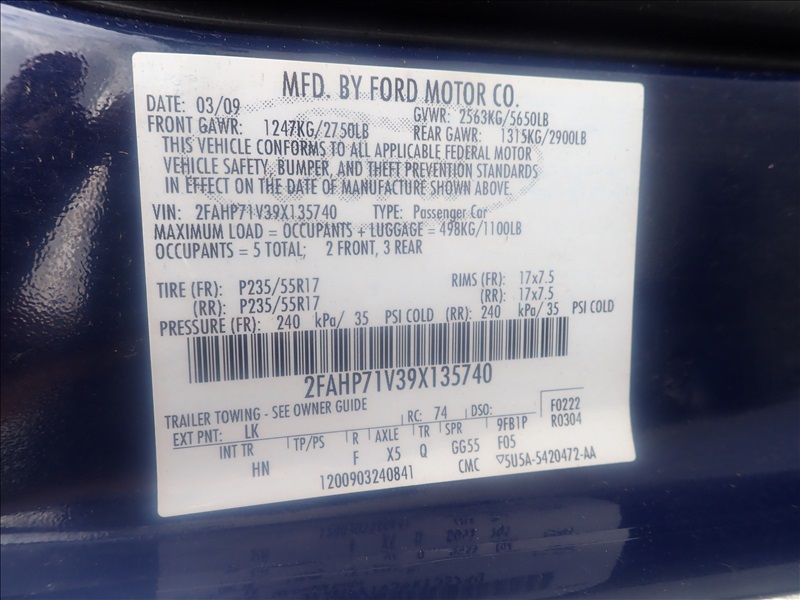 MFD. BY FORD MOTOR CO.
DATE: 03/09 GVWR: 2563KG/5650LB
FRONT GAWR: 1247KG/2750LB REAR GAWR: 1315KG/2900LB
THIS VEHICLE CONFORMS TO ALL APPLICABLE FEDERAL MOTOR
VEHICLE SAFETY, BUMPER, AND THEFT PREVENTION STANDARDS
IN EFFECT ON THE DATE OF MANUFACTURE SHOWN ABOVE.
VIN: 2FAHP71V39X135740 TYPE: Passenger Car
MAXIMUM LOAD = OCCUPANTS + LUGGAGE = 498KG/1100LB
OCCUPANTS = 5 TOTAL; 2 FRONT, 3 REAR
TIRE (FR): P235/55R17 RIMS (FR): 17x7.5
(RR): P235/55R17 (RR): 17x7.5
PRESSURE (FR): 240 kPa/ 35 PSI COLD (RR): 240 kPa/ 35 PSI COLD
2FAHP71V39X135740
TRAILER TOWING - SEE OWNER GUIDE RC: 74 DSO: F0222
EXT PNT: LK R0304
INT TR TP/PS R AXLE TR SPR 9FB1P
HN F X5 Q GG55 F05
1200903240841 CMC ▽5U5A-5420472-AA